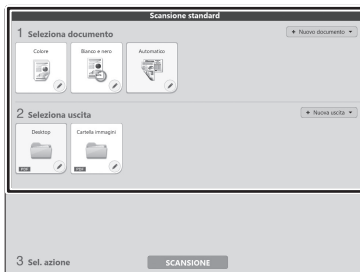 Scansione standard
1 Seleziona documento
+ Nuovo documento
Colore
Bianco e nero
Automatico
2 Seleziona uscita
+ Nuova uscita
Desktop
Cartella immagini
PDF
PDF
3 Sel. azione
SCANSIONE